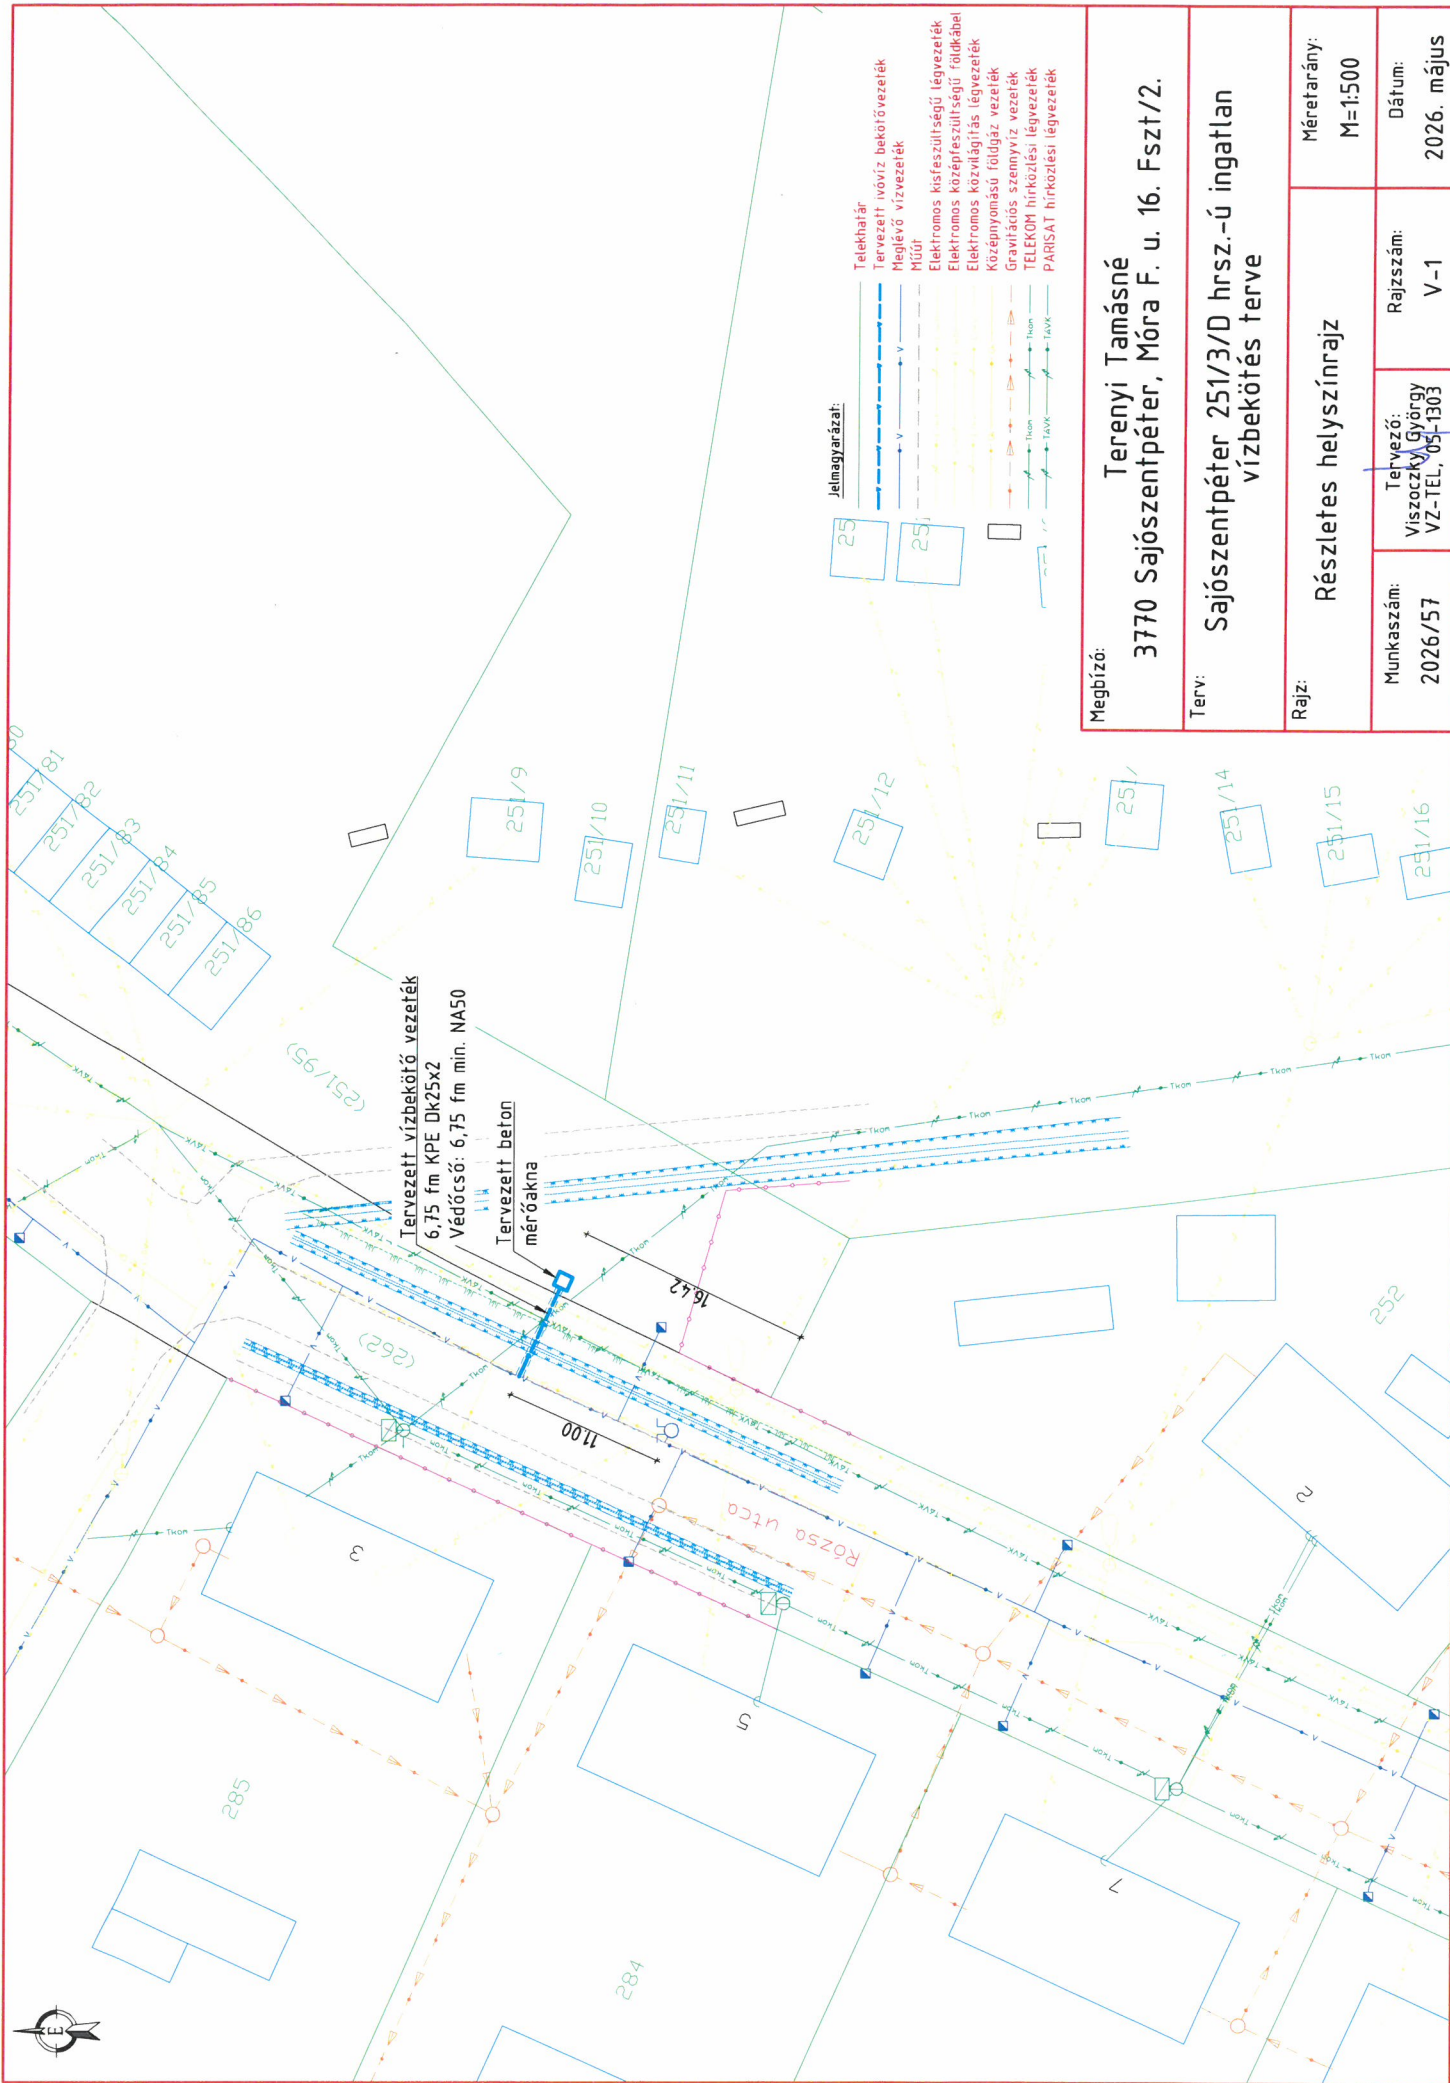 Jelmagyarázat:
Telekhatár
Tervezett ivóvíz bekötővezeték
Meglévő vízvezeték
Műút
Elektromos kisfeszültségű légvezeték
Elektromos középfeszültségű földkábel
Elektromos közvilágítás légvezeték
Középnyomású földgáz vezeték
Gravitációs szennyvíz vezeték
TELEKOM hírközlési légvezeték
PARISAT hírközlési légvezeték
V V
Tkom Tkom
TÁVK TÁVK
Megbízó:
Terenyi Tamásné
3770 Sajószentpéter, Móra F. u. 16. Fszt/2.
Terv:
Sajószentpéter 251/3/D hrsz.-ú ingatlan
vízbekötés terve
Rajz:
Részletes helyszínrajz
Méretarány:
M=1:500
Munkaszám:
2026/57
Tervező:
Viszoczky György
VZ-TEL, 05-1303
Rajzszám:
V-1
Dátum:
2026. május
Tervezett vízbekötő vezeték
6,75 fm KPE Dk25x2
Védőcső: 6,75 fm min. NA50
Tervezett beton
mérőakna
16.42
11.00
Rózsa utca
(262)
(251/95)
251/81
251/82
251/83
251/84
251/85
251/86
251/9
251/10
251/11
251/12
251/
251/14
251/15
251/16
252
285
284
3
5
7
2
É